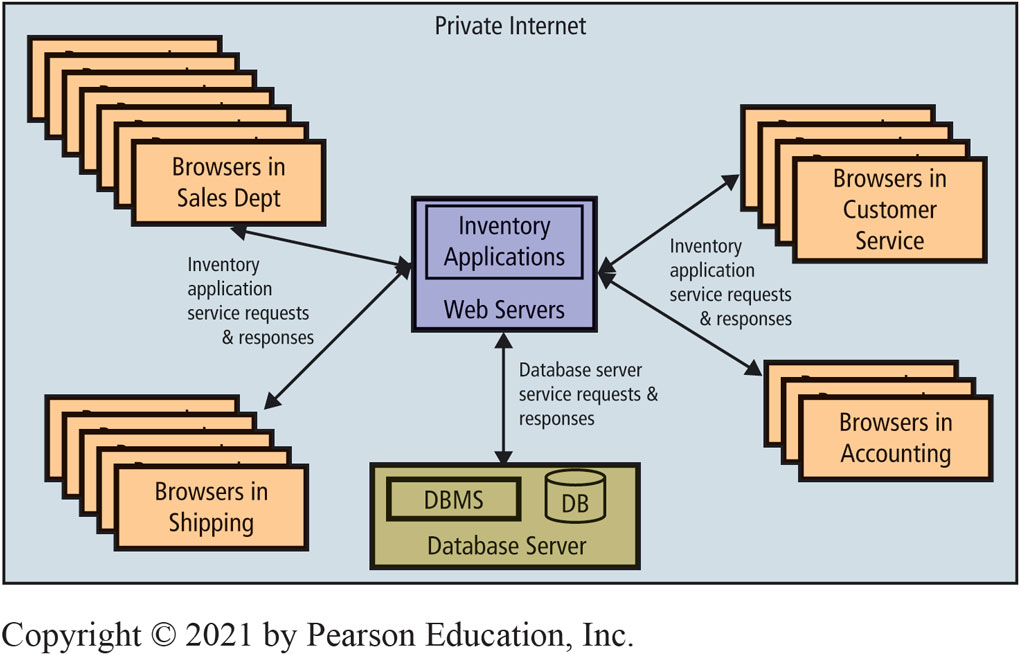 Private Internet
Browsers in
Sales Dept
Browsers in
Customer
Service
Inventory
Applications
Web Servers
Inventory
application
service requests
& responses
Inventory
application
service requests
& responses
Database server
service requests &
responses
Browsers in
Accounting
Browsers in
Shipping
DBMS
DB
Database Server
Copyright © 2021 by Pearson Education, Inc.